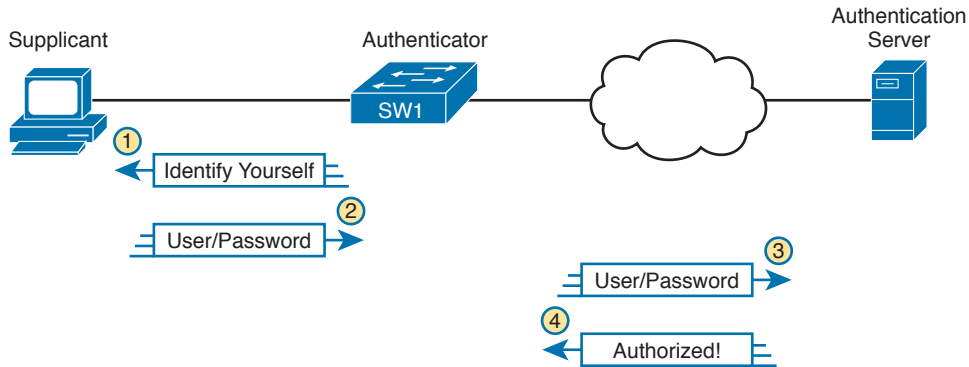 Supplicant
Authenticator
Authentication
Server
SW1
1
Identify Yourself
2
User/Password
3
User/Password
4
Authorized!